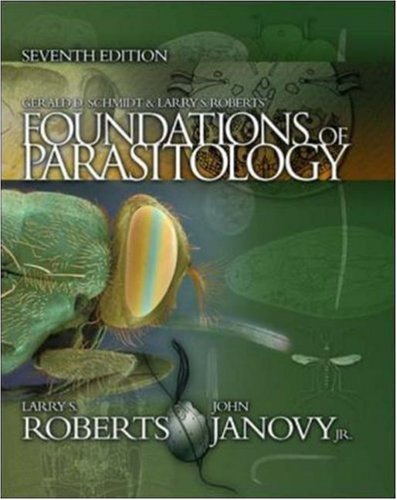 SEVENTH EDITION
GERALD D. SCHMIDT & LARRY S. ROBERTS'
FOUNDATIONS OF
PARASITOLOGY
LARRY S.
ROBERTS
JOHN
JANOVY JR.